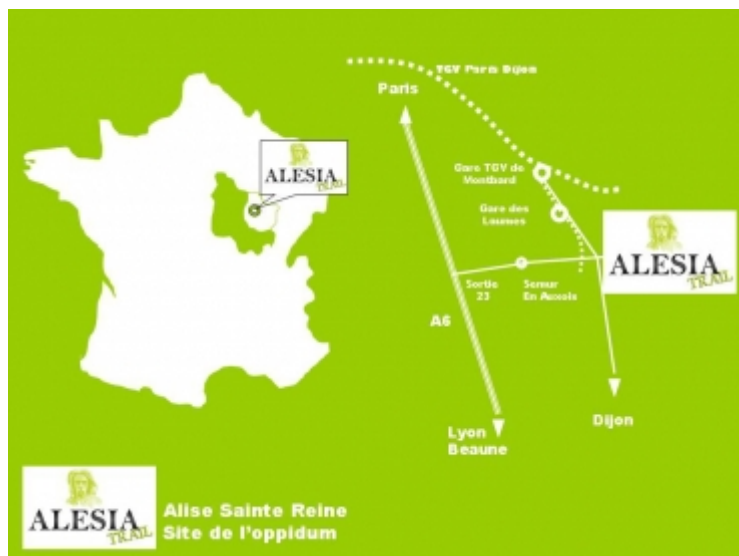 TGV Paris Dijon
Paris
ALESIA
TRAIL
Gare TGV de
Montbard
Gare des
Laumes
ALESIA
TRAIL
Sortie
23
Semur
En Auxois
A6
Lyon
Beaune
Dijon
ALESIA
TRAIL
Alise Sainte Reine
Site de l'oppidum